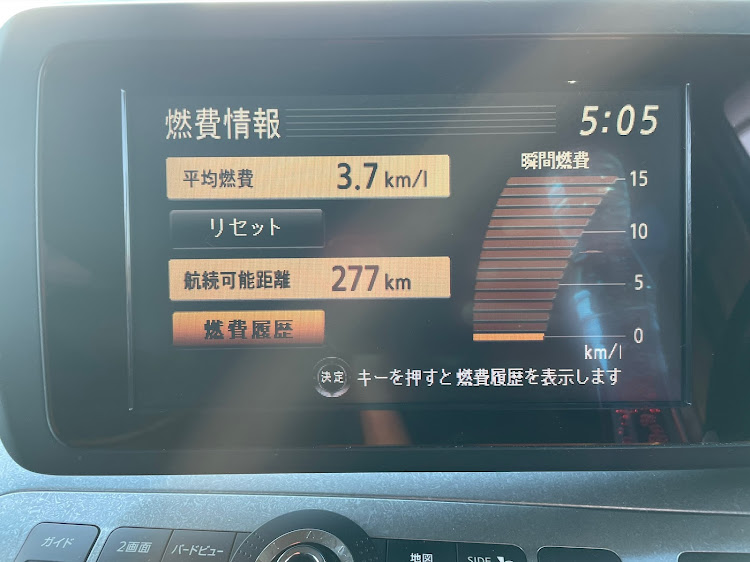 燃費情報 5:05
平均燃費 3.7 km/l
リセット
航続可能距離 277 km
燃費履歴
瞬間燃費
15
10
5
0
km/l
決定 キーを押すと燃費履歴を表示します
ガイド 2画面 バードビュー 地図 SIDE